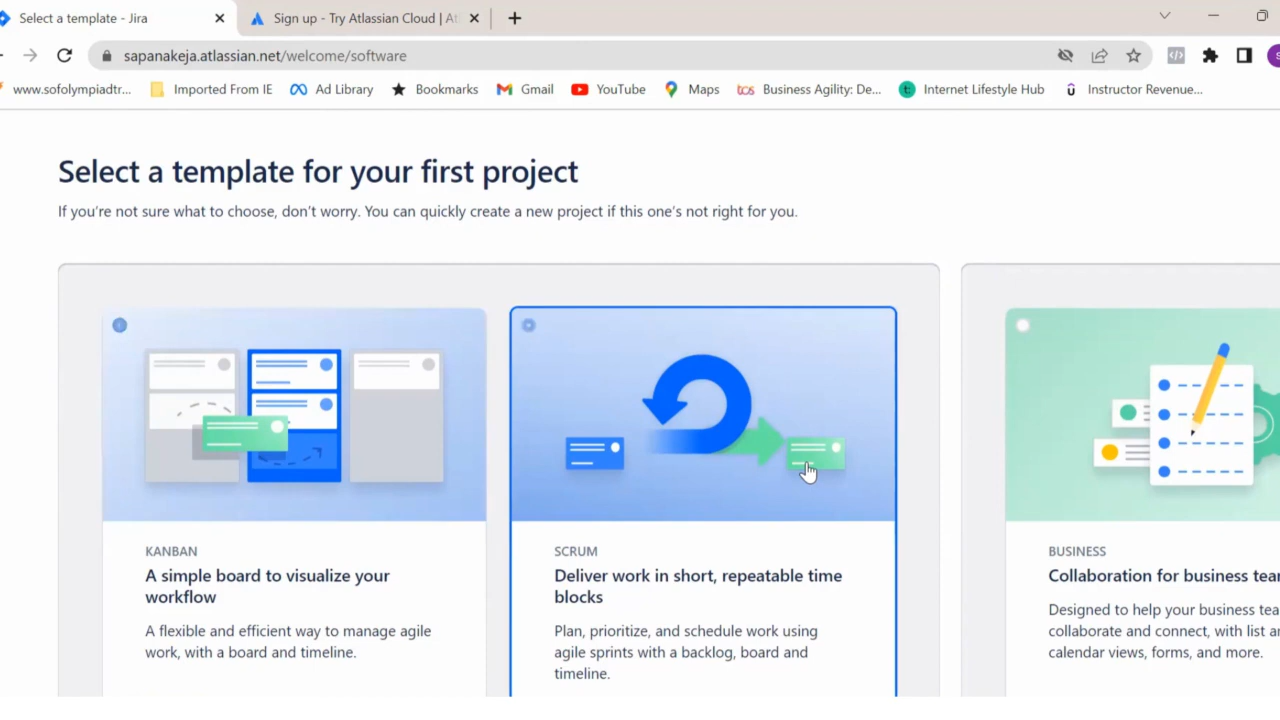 Select a template - Jira
Sign up - Try Atlassian Cloud | At
sapanakeja.atlassian.net/welcome/software
www.sofolympiadtr... Imported From IE Ad Library Bookmarks Gmail YouTube Maps tcs Business Agility: De... Internet Lifestyle Hub Instructor Revenue...
Select a template for your first project
If you're not sure what to choose, don't worry. You can quickly create a new project if this one's not right for you.
KANBAN
A simple board to visualize your
workflow
A flexible and efficient way to manage agile
work, with a board and timeline.
SCRUM
Deliver work in short, repeatable time
blocks
Plan, prioritize, and schedule work using
agile sprints with a backlog, board and
timeline.
BUSINESS
Collaboration for business tea
Designed to help your business tea
collaborate and connect, with list a
calendar views, forms, and more.